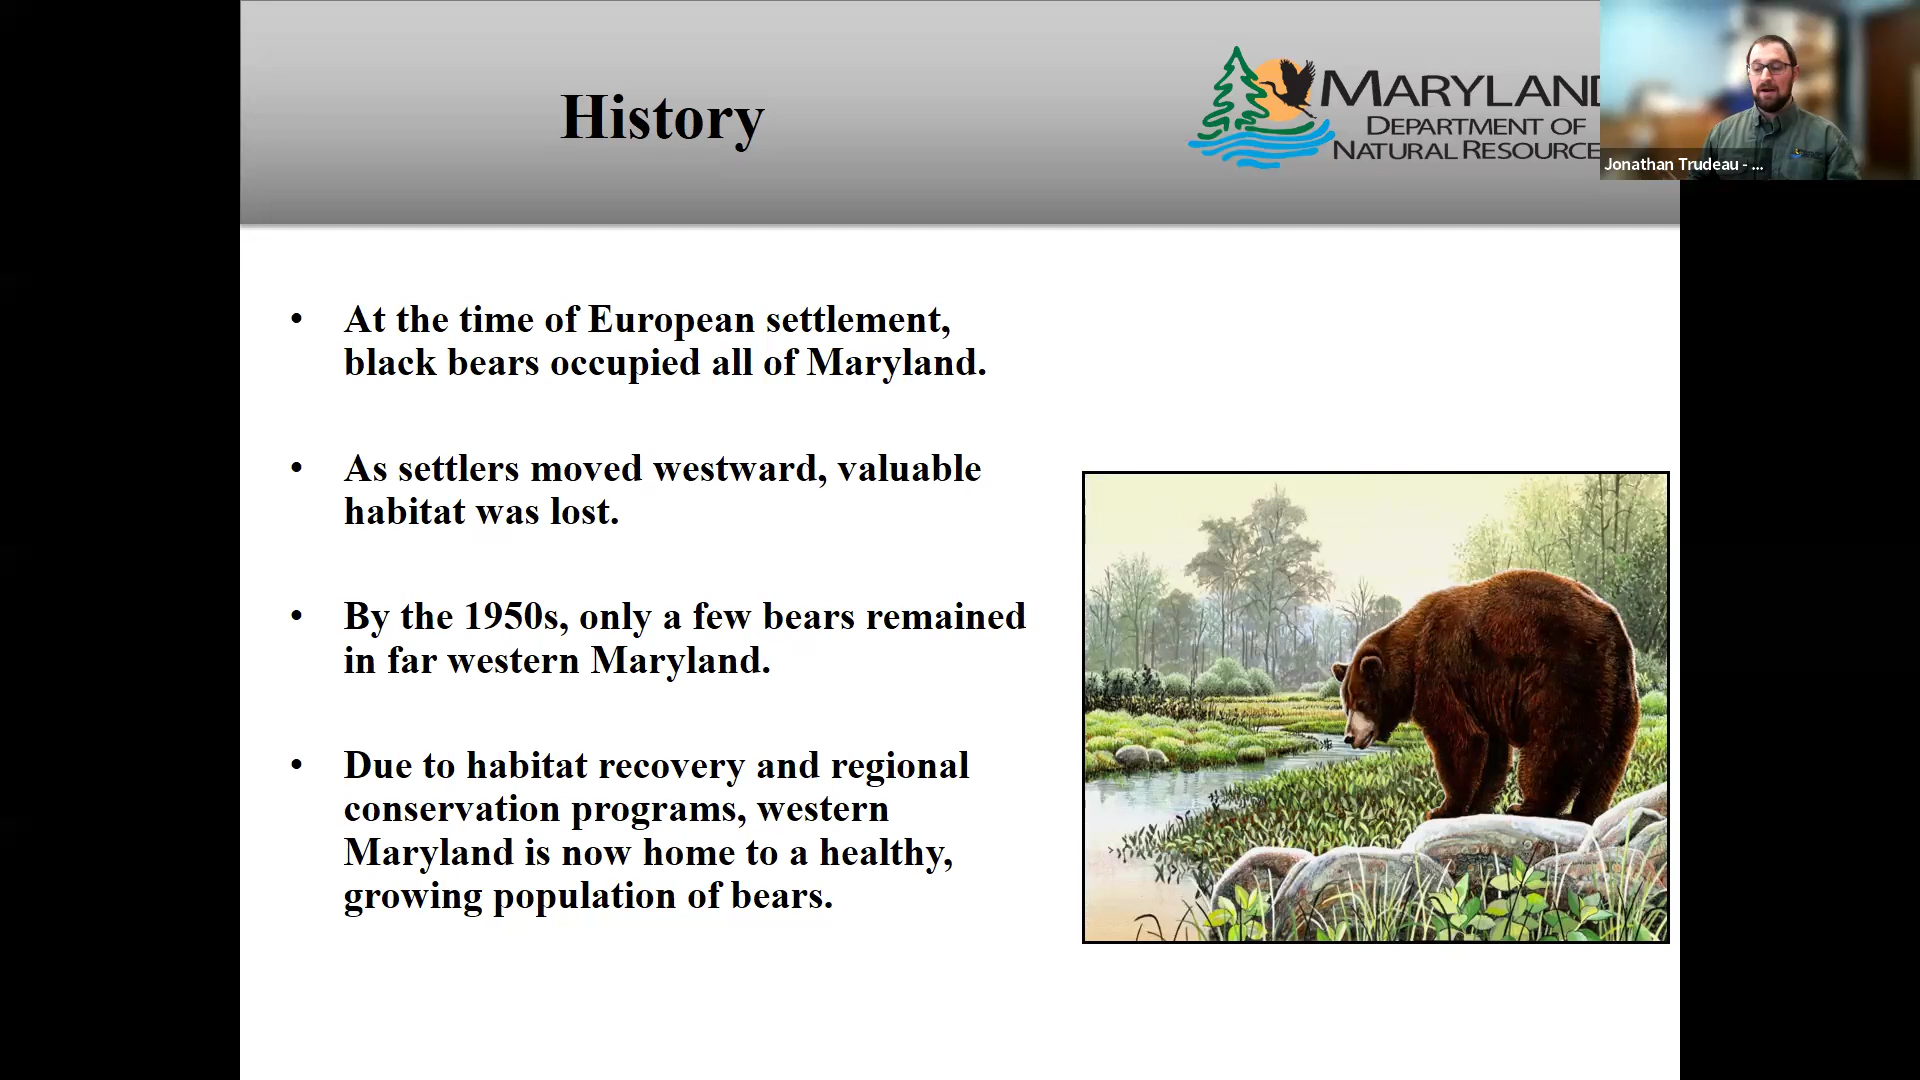 History
MARYLAND
DEPARTMENT OF
NATURAL RESOURCE
Jonathan Trudeau - ...
• At the time of European settlement,
black bears occupied all of Maryland.
• As settlers moved westward, valuable
habitat was lost.
• By the 1950s, only a few bears remained
in far western Maryland.
• Due to habitat recovery and regional
conservation programs, western
Maryland is now home to a healthy,
growing population of bears.